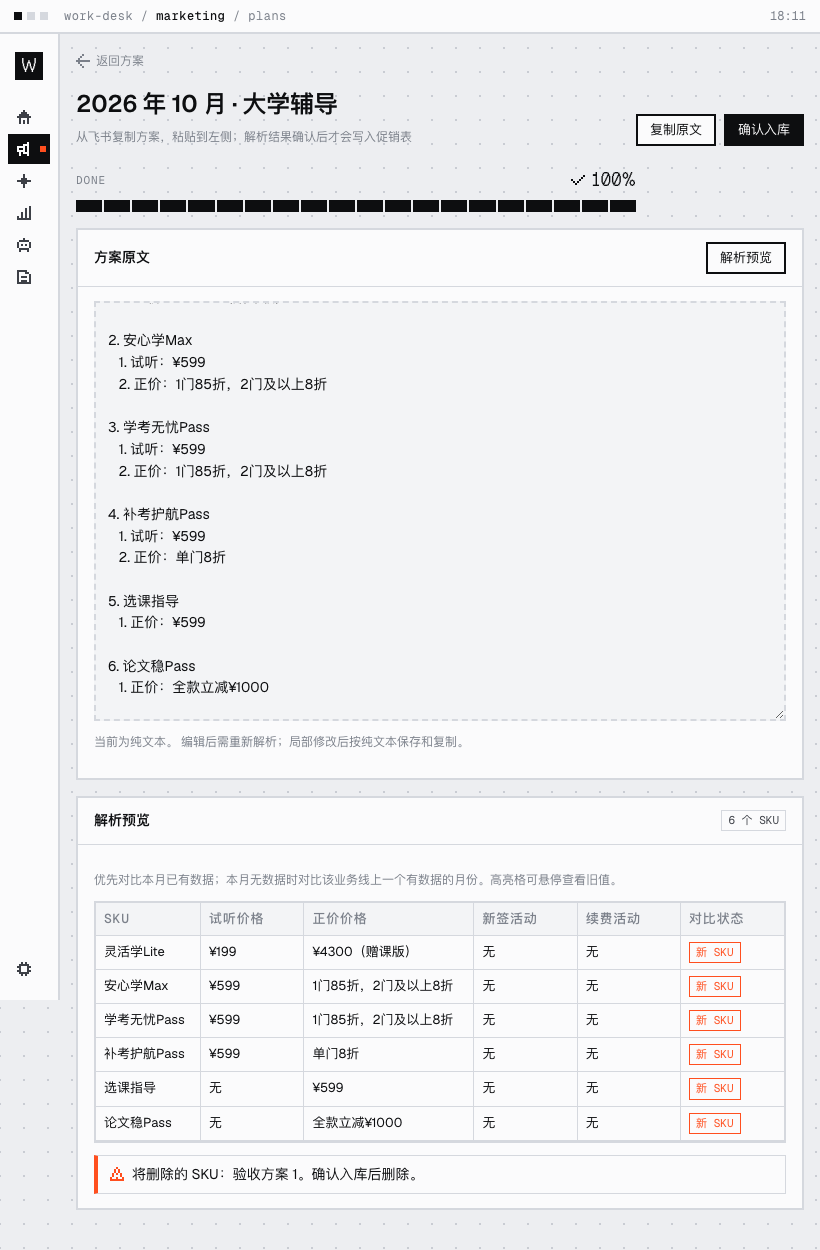 work-desk / marketing / plans
18:11
W
返回方案
2026 年 10 月 · 大学辅导
从飞书复制方案，粘贴到左侧；解析结果确认后才会写入促销表
复制原文
确认入库
DONE
100%
方案原文
解析预览
2. 安心学Max
1. 试听：¥599
2. 正价：1门85折，2门及以上8折
3. 学考无忧Pass
1. 试听：¥599
2. 正价：1门85折，2门及以上8折
4. 补考护航Pass
1. 试听：¥599
2. 正价：单门8折
5. 选课指导
1. 正价：¥599
6. 论文稳Pass
1. 正价：全款立减¥1000
当前为纯文本。 编辑后需重新解析；局部修改后按纯文本保存和复制。
解析预览
6 个 SKU
优先对比本月已有数据；本月无数据时对比该业务线上一个有数据的月份。高亮格可悬停查看旧值。
SKU 试听价格 正价价格 新签活动 续费活动 对比状态
灵活学Lite ¥199 ¥4300（赠课版） 无 无 新 SKU
安心学Max ¥599 1门85折，2门及以上8折 无 无 新 SKU
学考无忧Pass ¥599 1门85折，2门及以上8折 无 无 新 SKU
补考护航Pass ¥599 单门8折 无 无 新 SKU
选课指导 无 ¥599 无 无 新 SKU
论文稳Pass 无 全款立减¥1000 无 无 新 SKU
将删除的 SKU：验收方案 1。确认入库后删除。